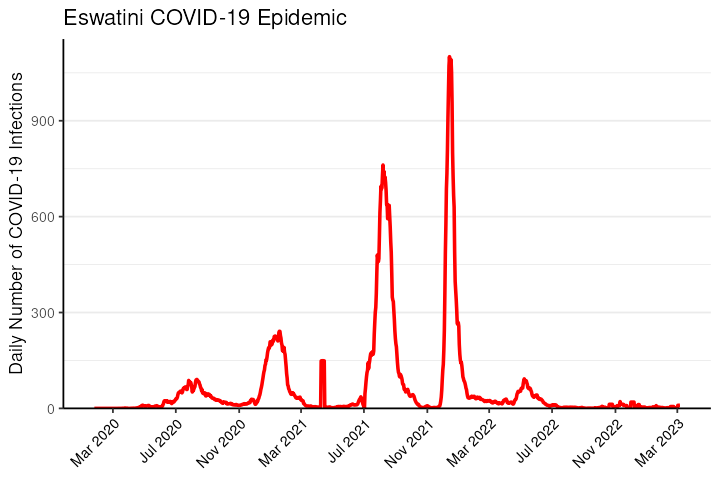 Eswatini COVID-19 Epidemic
Daily Number of COVID-19 Infections
900
600
300
0
Mar 2020
Jul 2020
Nov 2020
Mar 2021
Jul 2021
Nov 2021
Mar 2022
Jul 2022
Nov 2022
Mar 2023